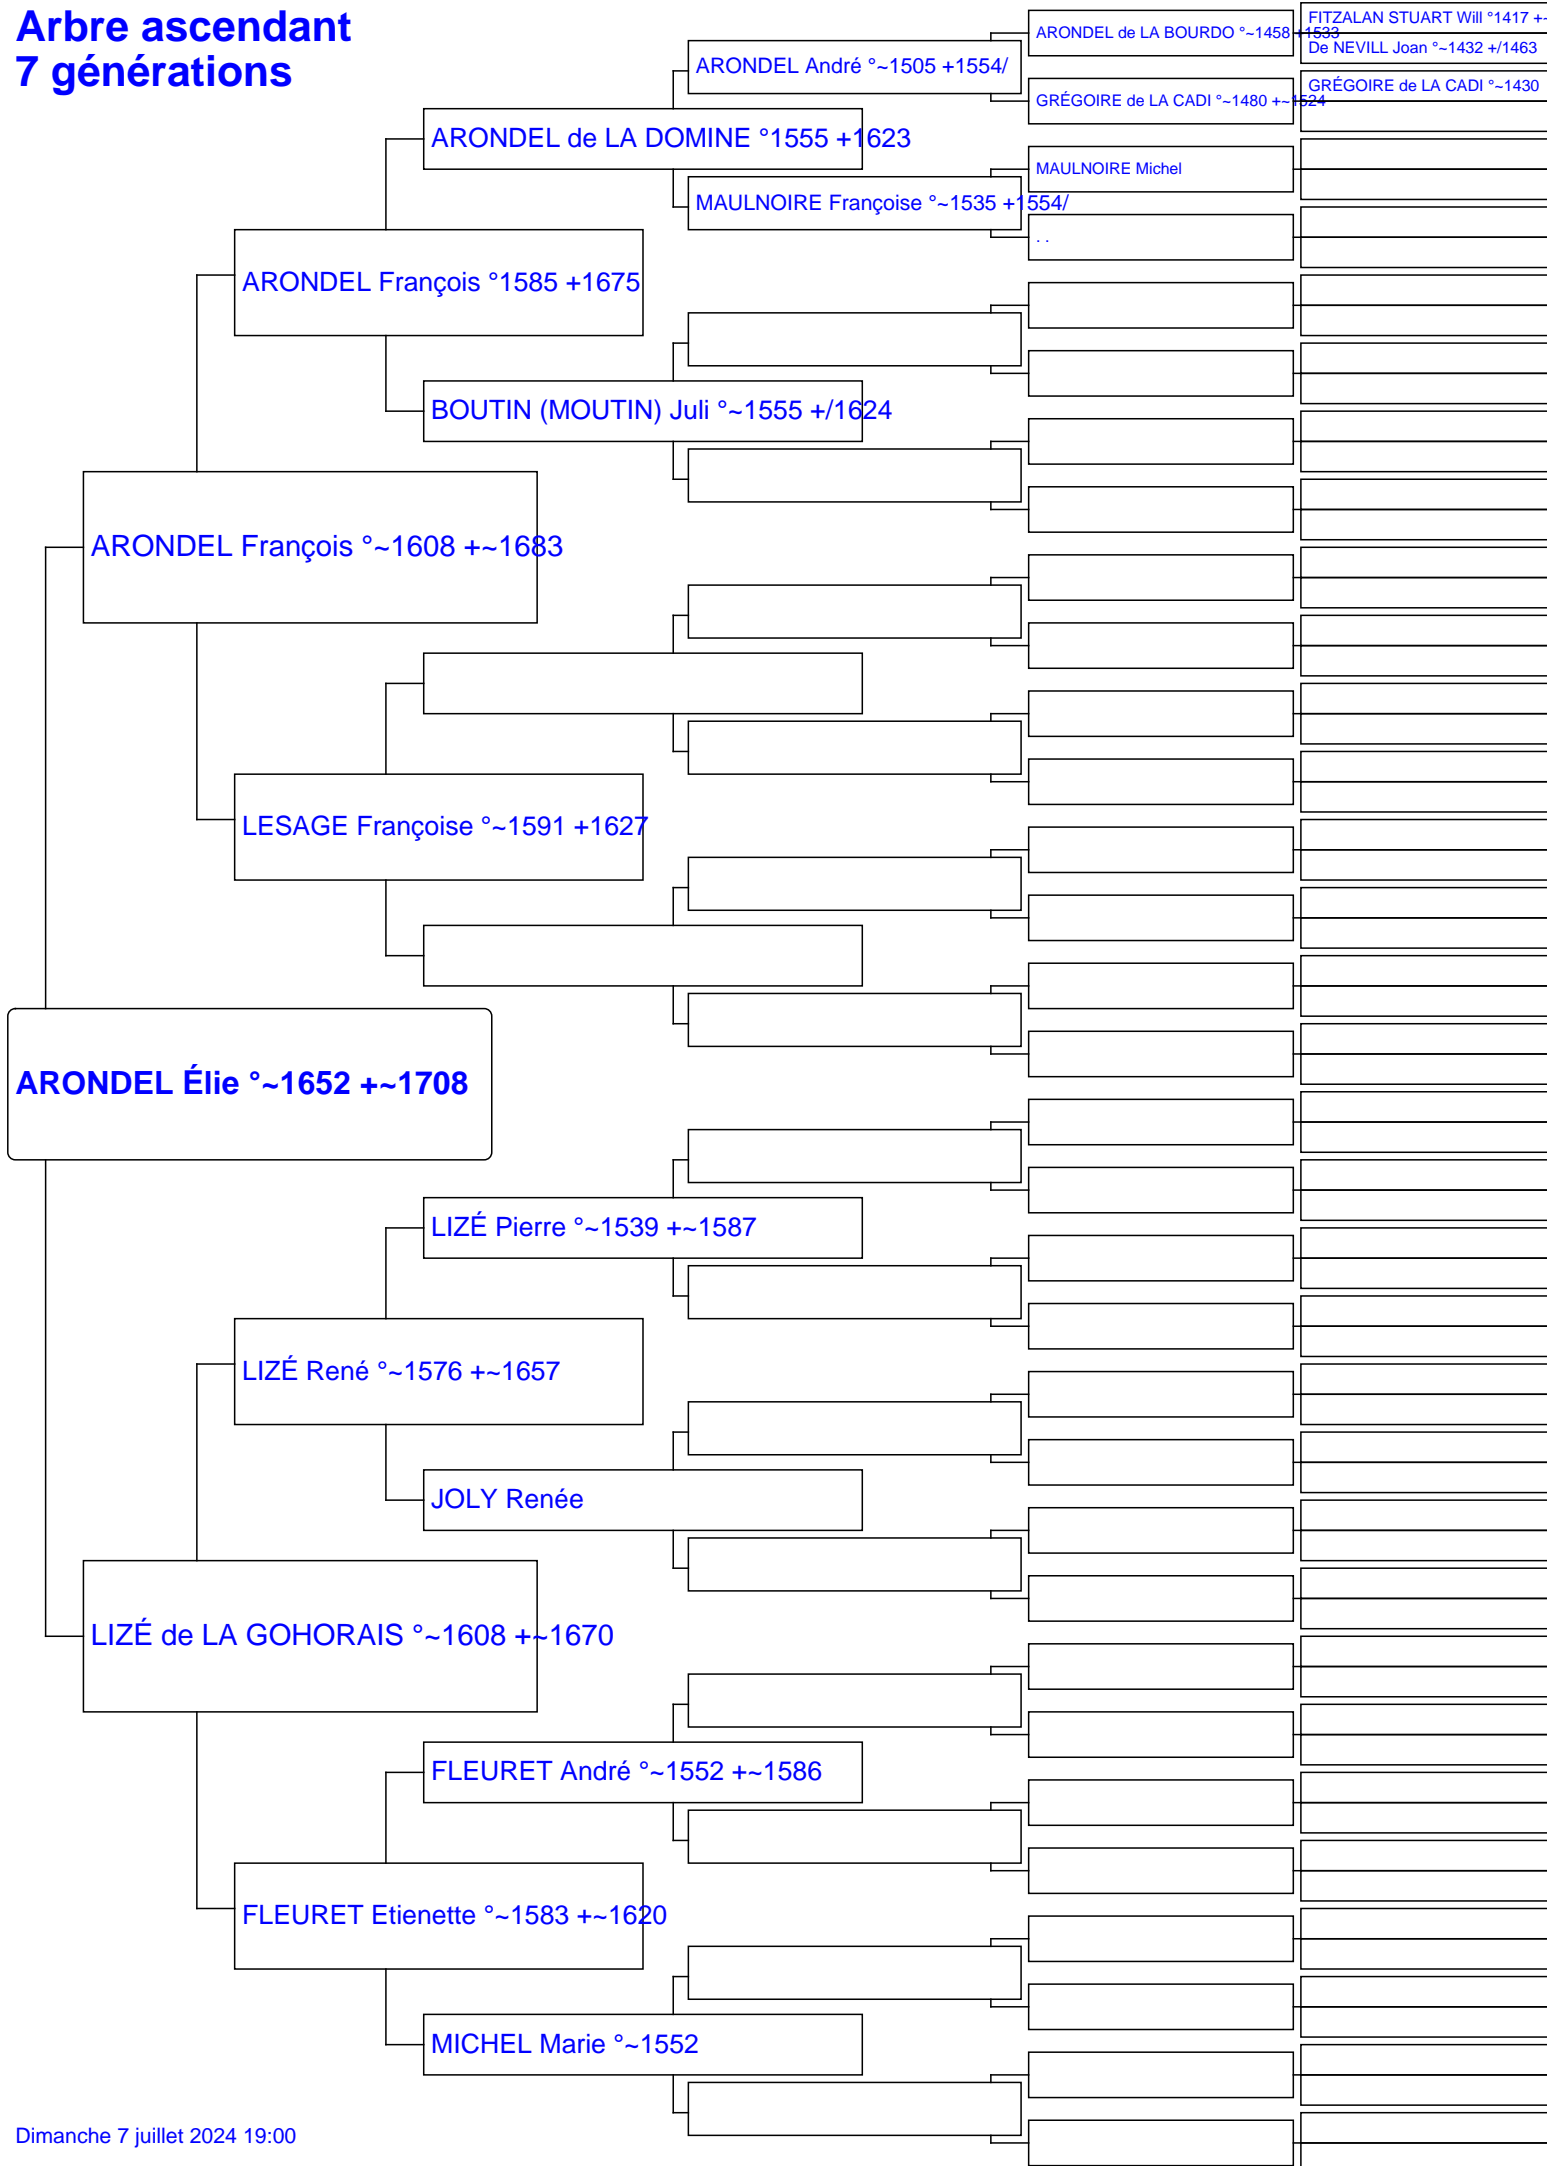 Arbre ascendant
7 générations
FITZALAN STUART Will °1417 +~
ARONDEL de LA BOURDO °~1458 +1533
De NEVILL Joan °~1432 +/1463
ARONDEL André °~1505 +1554/
GRÉGOIRE de LA CADI °~1430
GRÉGOIRE de LA CADI °~1480 +~1524
ARONDEL de LA DOMINE °1555 +1623
MAULNOIRE Michel
MAULNOIRE Françoise °~1535 +1554/
. .
ARONDEL François °1585 +1675
BOUTIN (MOUTIN) Juli °~1555 +/1624
ARONDEL François °~1608 +~1683
LESAGE Françoise °~1591 +1627
ARONDEL Élie °~1652 +~1708
LIZÉ Pierre °~1539 +~1587
LIZÉ René °~1576 +~1657
JOLY Renée
LIZÉ de LA GOHORAIS °~1608 +~1670
FLEURET André °~1552 +~1586
FLEURET Etienette °~1583 +~1620
MICHEL Marie °~1552
Dimanche 7 juillet 2024 19:00